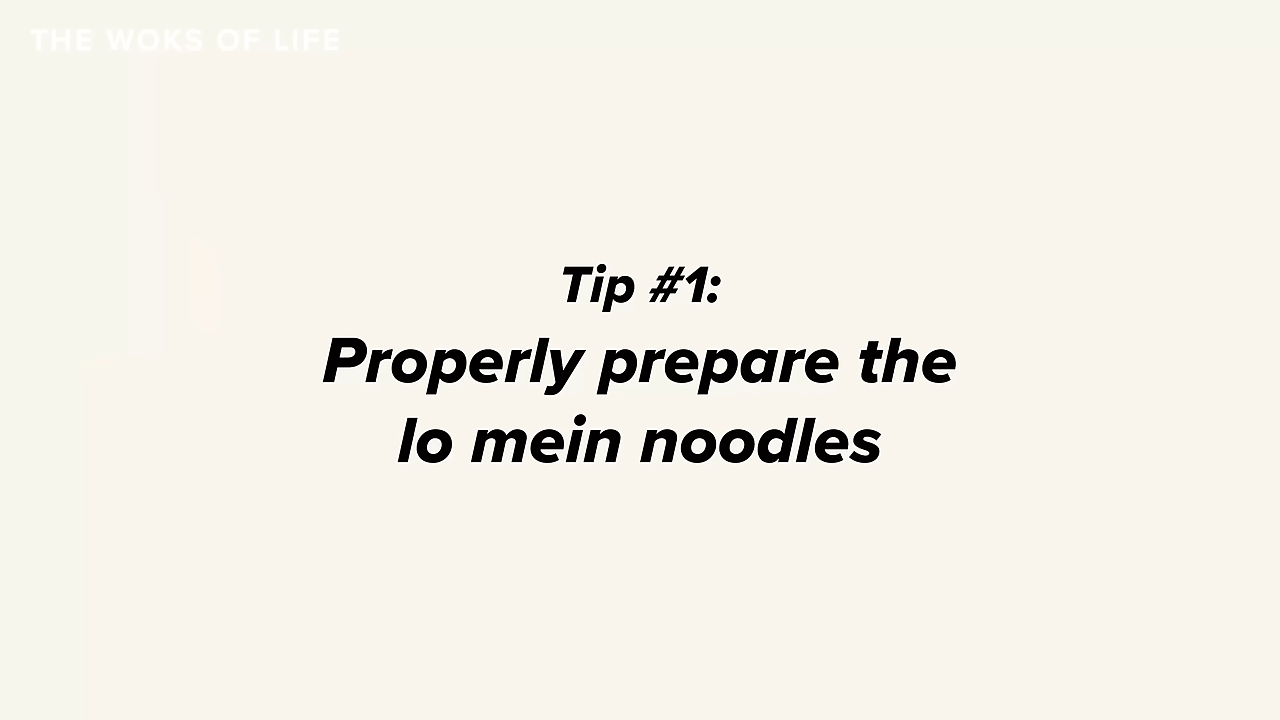 THE WOKS OF LIFE
Tip #1:
Properly prepare the
lo mein noodles